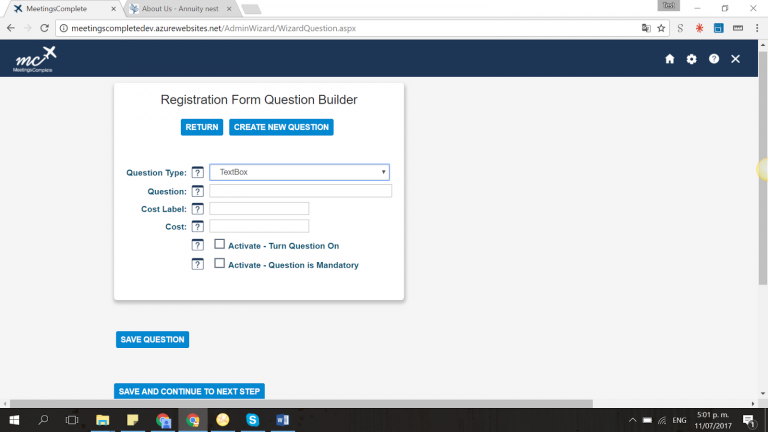 MeetingsComplete
About Us - Annuity nest
Test
meetingscompletedev.azurewebsites.net/AdminWizard/WizardQuestion.aspx
mc
MeetingsComplete
Registration Form Question Builder
RETURN CREATE NEW QUESTION
Question Type: ? TextBox
Question: ?
Cost Label: ?
Cost: ?
? Activate - Turn Question On
? Activate - Question is Mandatory
SAVE QUESTION
SAVE AND CONTINUE TO NEXT STEP
ENG 5:01 p. m.
11/07/2017